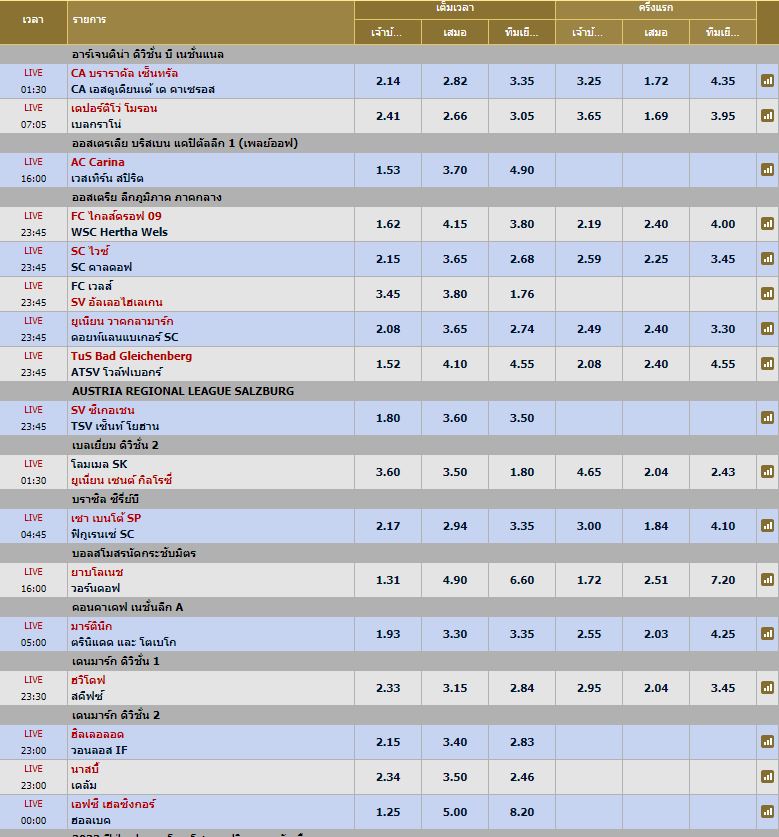 เวลา รายการ เต็มเวลา ครึ่งแรก
เจ้าบ้... เสมอ ทีมเยื... เจ้าบ้... เสมอ ทีมเยื...
อาร์เจนติน่า ดิวิชั่น บี เนชั่นแนล
LIVE CA บราราคัล เซ็นทรัล
01:30 CA เอสตูเดียนเต้ เด คาเซรอส 2.14 2.82 3.35 3.25 1.72 4.35
LIVE เดปอร์ติโว่ โมรอน
07:05 เบลกราโน่ 2.41 2.66 3.05 3.65 1.69 3.95
ออสเตรเลีย บริสเบน แคปิตัลลีก 1 (เพลย์ออฟ)
LIVE AC Carina
16:00 เวสเทิร์น สปิริต 1.53 3.70 4.90
ออสเตรีย ลีกภูมิภาค ภาคกลาง
LIVE FC ไกลส์ดรอฟ 09
23:45 WSC Hertha Wels 1.62 4.15 3.80 2.19 2.40 4.00
LIVE SC ไวซ์
23:45 SC คาลดอฟ 2.15 3.65 2.68 2.59 2.25 3.45
LIVE FC เวลส์
23:45 SV อัลเลอไฮเลเกน 3.45 3.80 1.76
LIVE ยูเนียน วาคกลามาร์ก
23:45 ดอยท์แลนแบเกอร์ SC 2.08 3.65 2.74 2.49 2.40 3.30
LIVE TuS Bad Gleichenberg
23:45 ATSV โวล์ฟเบอกร์ 1.52 4.10 4.55 2.08 2.40 4.55
AUSTRIA REGIONAL LEAGUE SALZBURG
LIVE SV ซีเกอเซน
23:45 TSV เซ็นท์ โยฮาน 1.80 3.60 3.50
เบลเยี่ยม ดิวิชั่น 2
LIVE โลมเมล SK
01:30 ยูเนี่ยน เซนต์ กิลโรซี่ 3.60 3.50 1.80 4.65 2.04 2.43
บราซิล ซีรี่ย์บี
LIVE เซา เบนโต้ SP
04:45 ฟิกูเรนเซ่ SC 2.17 2.94 3.35 3.00 1.84 4.10
บอลสโมสรนัดกระชับมิตร
LIVE ยาบโลเนช
16:00 วอร์นดอฟ 1.31 4.90 6.60 1.72 2.51 7.20
คอนคาเคฟ เนชั่นลีก A
LIVE มาร์ตินีก
05:00 ตรินิแดด และ โตเบโก 1.93 3.30 3.35 2.55 2.03 4.25
เดนมาร์ก ดิวิชั่น 1
LIVE ฮวิโดฟ
23:30 สคีฟซ์ 2.33 3.15 2.84 2.95 2.04 3.45
เดนมาร์ก ดิวิชั่น 2
LIVE ฮิลเลอลอด
23:00 วอนลอส IF 2.15 3.40 2.83
LIVE นาสบี้
23:00 เดลัม 2.34 3.50 2.46
LIVE เอฟซี เฮลซิงกอร์
00:00 ฮอลเบค 1.25 5.00 8.20